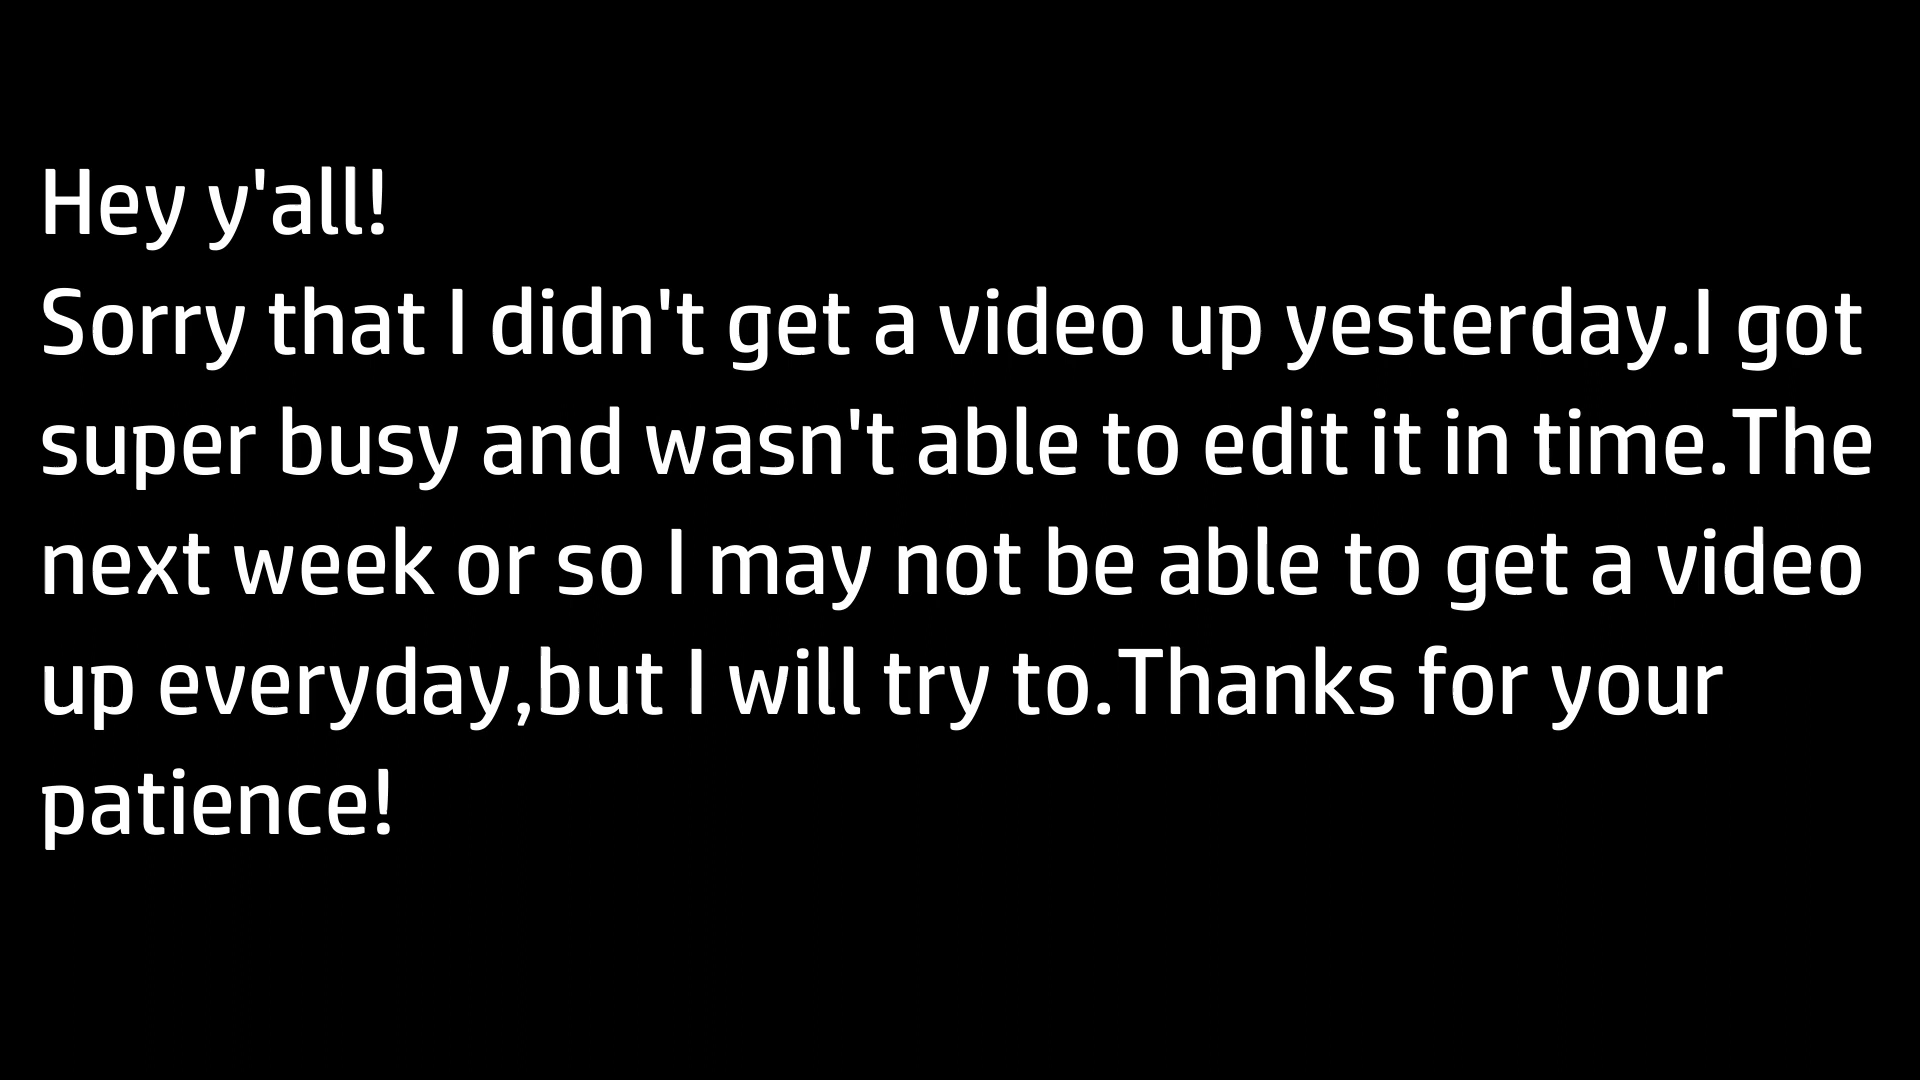 Hey y'all!
Sorry that I didn't get a video up yesterday.I got
super busy and wasn't able to edit it in time.The
next week or so I may not be able to get a video
up everyday,but I will try to.Thanks for your
patience!